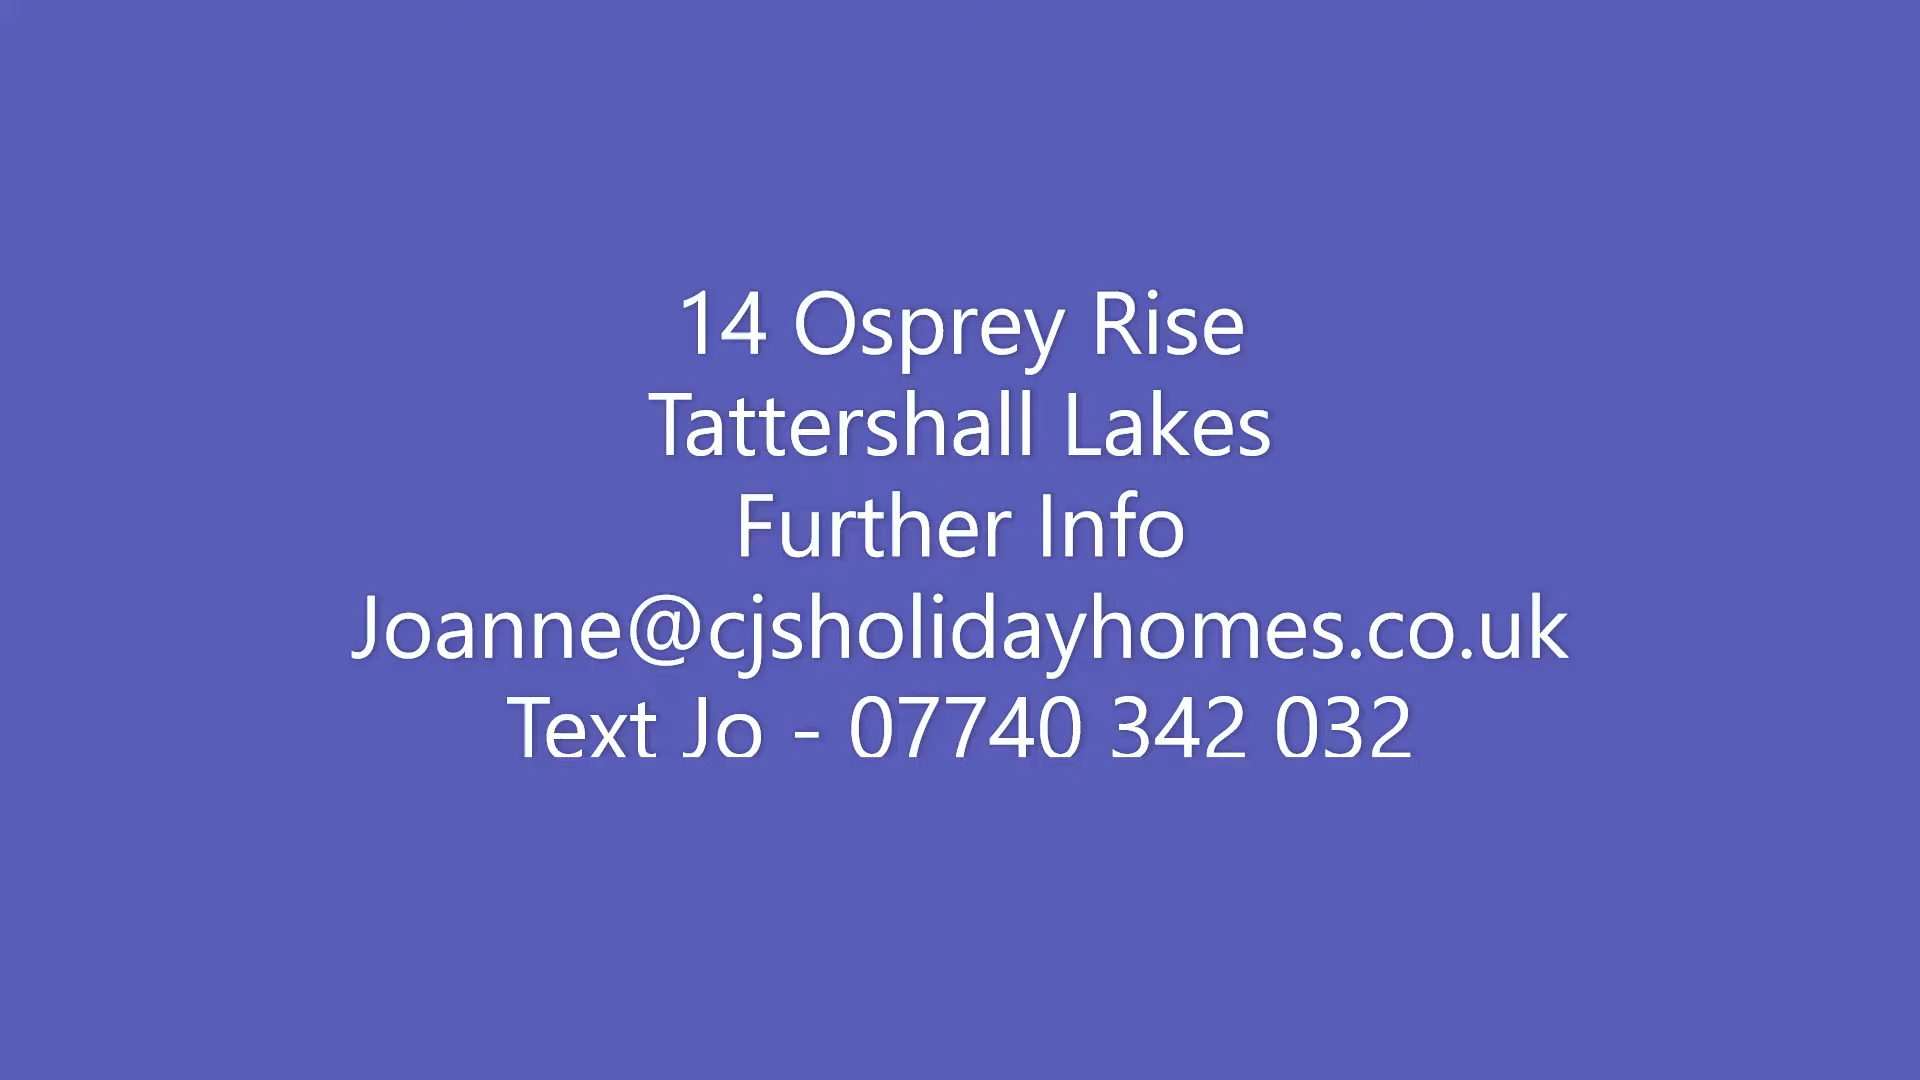 14 Osprey Rise
Tattershall Lakes
Further Info
Joanne@cjsholidayhomes.co.uk
Text Jo - 07740 342 032